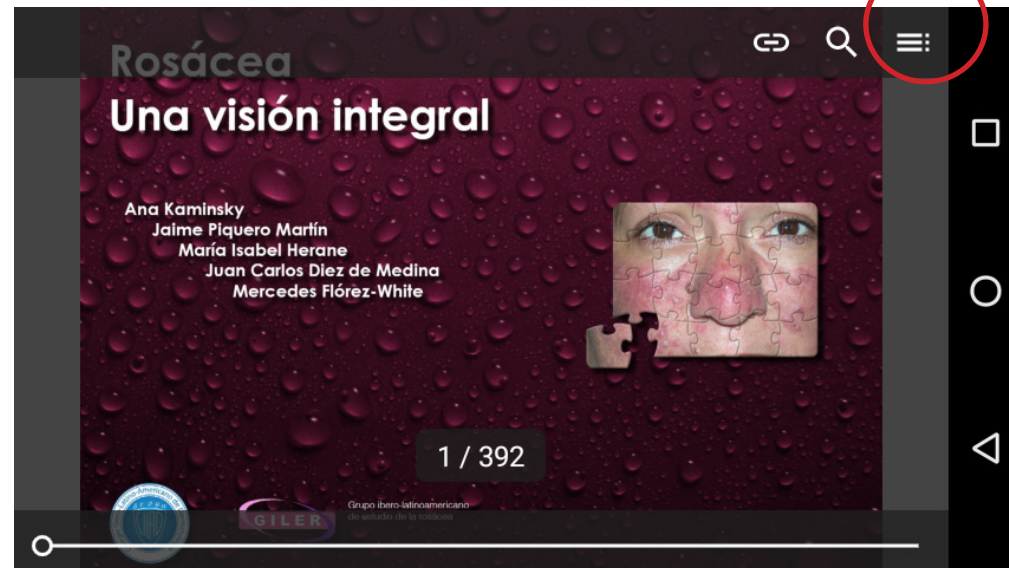 Rosácea
Una visión integral
Ana Kaminsky
Jaime Piquero Martín
María Isabel Herane
Juan Carlos Diez de Medina
Mercedes Flórez-White
1 / 392
GILER
Grupo ibero-latinoamericano
de estudio de la rosácea